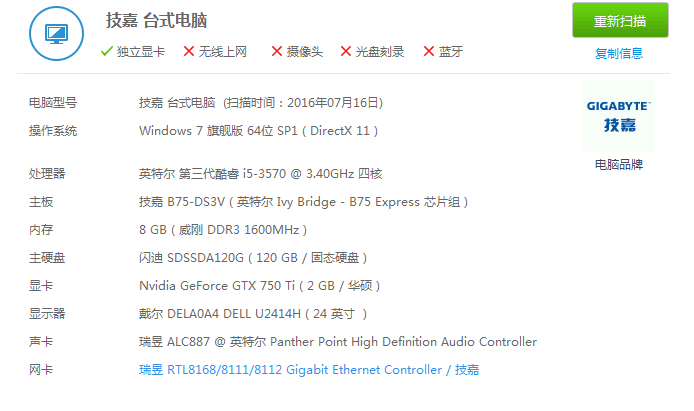 技嘉 台式电脑
重新扫描
独立显卡 无线上网 摄像头 光盘刻录 蓝牙
复制信息
电脑型号 技嘉 台式电脑 (扫描时间：2016年07月16日)
操作系统 Windows 7 旗舰版 64位 SP1 ( DirectX 11 )
GIGABYTE™
技嘉
电脑品牌
处理器 英特尔 第三代酷睿 i5-3570 @ 3.40GHz 四核
主板 技嘉 B75-DS3V ( 英特尔 Ivy Bridge - B75 Express 芯片组 )
内存 8 GB ( 威刚 DDR3 1600MHz )
主硬盘 闪迪 SDSSDA120G ( 120 GB / 固态硬盘 )
显卡 Nvidia GeForce GTX 750 Ti ( 2 GB / 华硕 )
显示器 戴尔 DELA0A4 DELL U2414H ( 24 英寸 )
声卡 瑞昱 ALC887 @ 英特尔 Panther Point High Definition Audio Controller
网卡 瑞昱 RTL8168/8111/8112 Gigabit Ethernet Controller / 技嘉